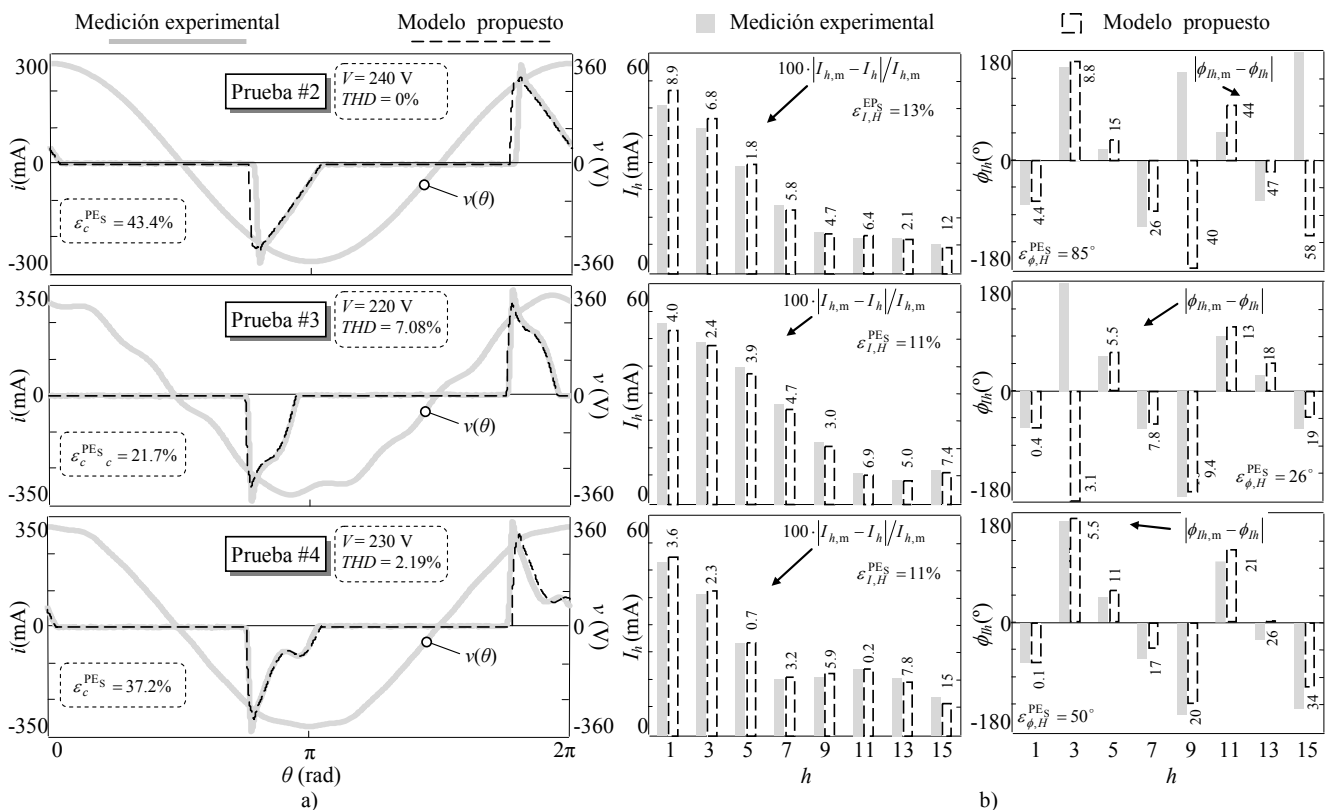 Medición experimental
Modelo propuesto
Medición experimental
Modelo propuesto
300
0
-300
i(mA)
Prueba #2
V = 240 V
THD = 0%
ε_c^PE_S = 43.4%
v(θ)
360
0
-360
v (V)
350
0
-350
i(mA)
Prueba #3
V = 220 V
THD = 7.08%
ε_c^PE_S c = 21.7%
v(θ)
360
0
-360
v (V)
350
0
-350
i(mA)
Prueba #4
V = 230 V
THD = 2.19%
ε_c^PE_S = 37.2%
v(θ)
360
0
-360
v (V)
0 π 2π
θ (rad)
a)
60
0
I_h (mA)
100·|I_h,m − I_h|/I_h,m
ε_I,H^EP_S = 13%
8.9 6.8 1.8 5.8 4.7 6.4 2.1 12
60
0
I_h (mA)
100·|I_h,m − I_h|/I_h,m
ε_I,H^PE_S = 11%
4.0 2.4 3.9 4.7 3.0 6.9 5.0 7.4
60
0
I_h (mA)
100·|I_h,m − I_h|/I_h,m
ε_I,H^PE_S = 11%
3.6 2.3 0.7 3.2 5.9 0.2 7.8 15
1 3 5 7 9 11 13 15
h
180
0
-180
ϕ_Ih(º)
|ϕ_Ih,m − ϕ_Ih|
ε_ϕ,H^PE_S = 85°
4.4 8.8 15 26 40 44 47 58
180
0
-180
ϕ_Ih(º)
|ϕ_Ih,m − ϕ_Ih|
ε_ϕ,H^PE_S = 26°
0.4 3.1 5.5 7.8 9.4 13 18 19
180
0
-180
ϕ_Ih(º)
|ϕ_Ih,m − ϕ_Ih|
ε_ϕ,H^PE_S = 50°
0.1 5.5 11 17 20 21 26 34
1 3 5 7 9 11 13 15
h
b)